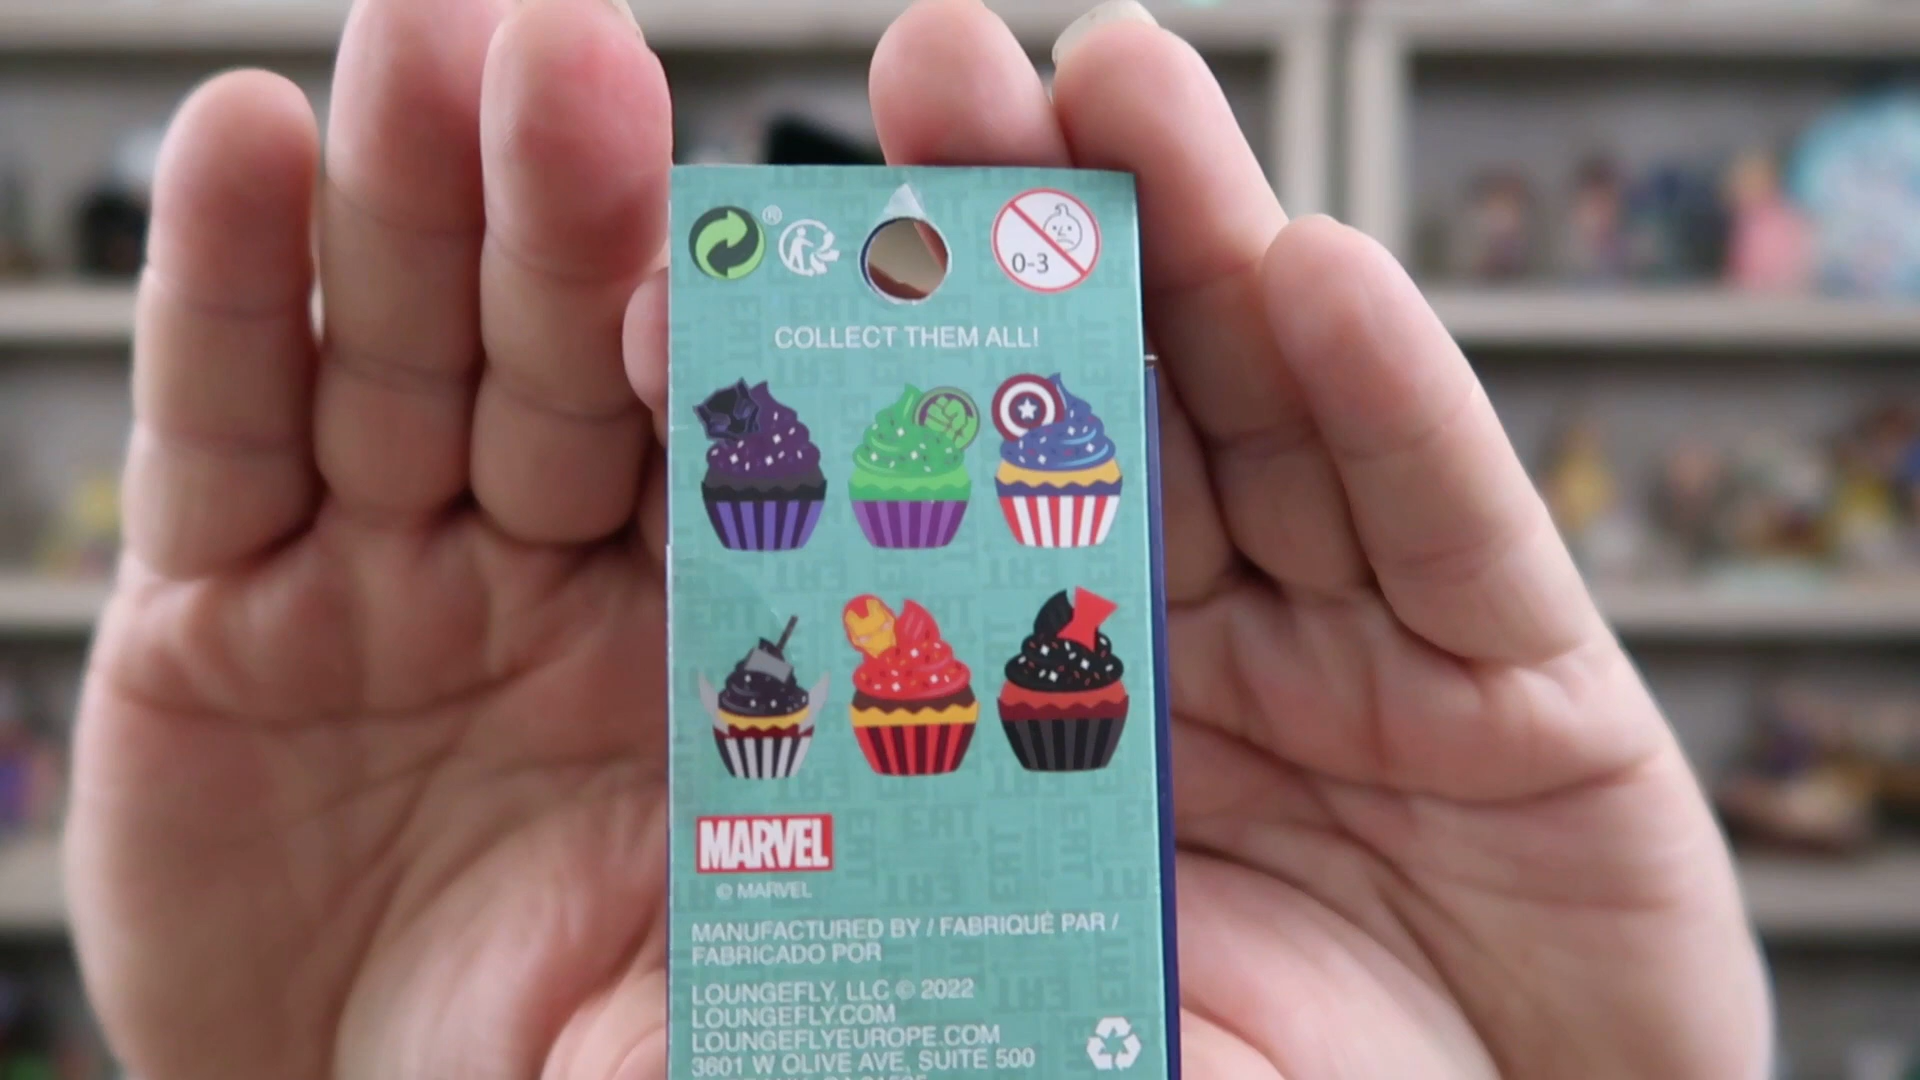 ®
0-3
COLLECT THEM ALL!
MARVEL
© MARVEL
MANUFACTURED BY / FABRIQUÉ PAR /
FABRICADO POR
LOUNGEFLY, LLC © 2022
LOUNGEFLY.COM
LOUNGEFLYEUROPE.COM
3601 W OLIVE AVE, SUITE 500